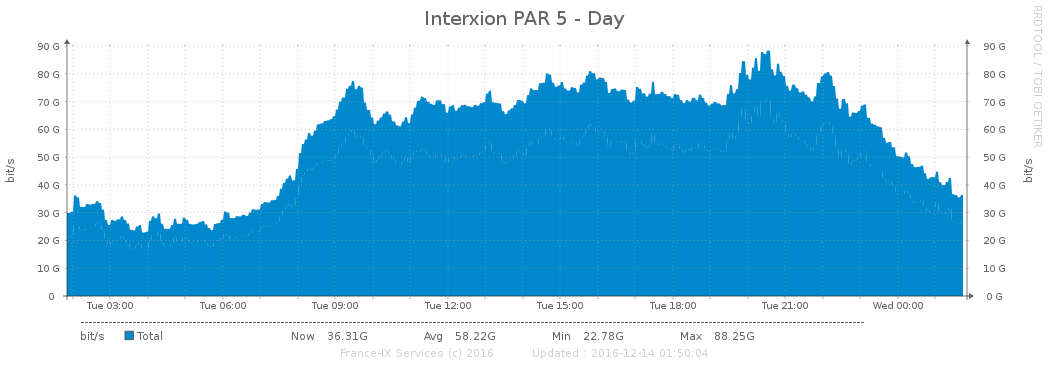 Interxion PAR 5 - Day
RRDTOOL / TOBI OETIKER
bit/s
bit/s
90 G 90 G
80 G 80 G
70 G 70 G
60 G 60 G
50 G 50 G
40 G 40 G
30 G 30 G
20 G 20 G
10 G 10 G
0 0 G
Tue 03:00 Tue 06:00 Tue 09:00 Tue 12:00 Tue 15:00 Tue 18:00 Tue 21:00 Wed 00:00
bit/s Total Now 36.31G Avg 58.22G Min 22.78G Max 88.25G
France-IX Services (c) 2016 Updated : 2016-12-14 01:50:04